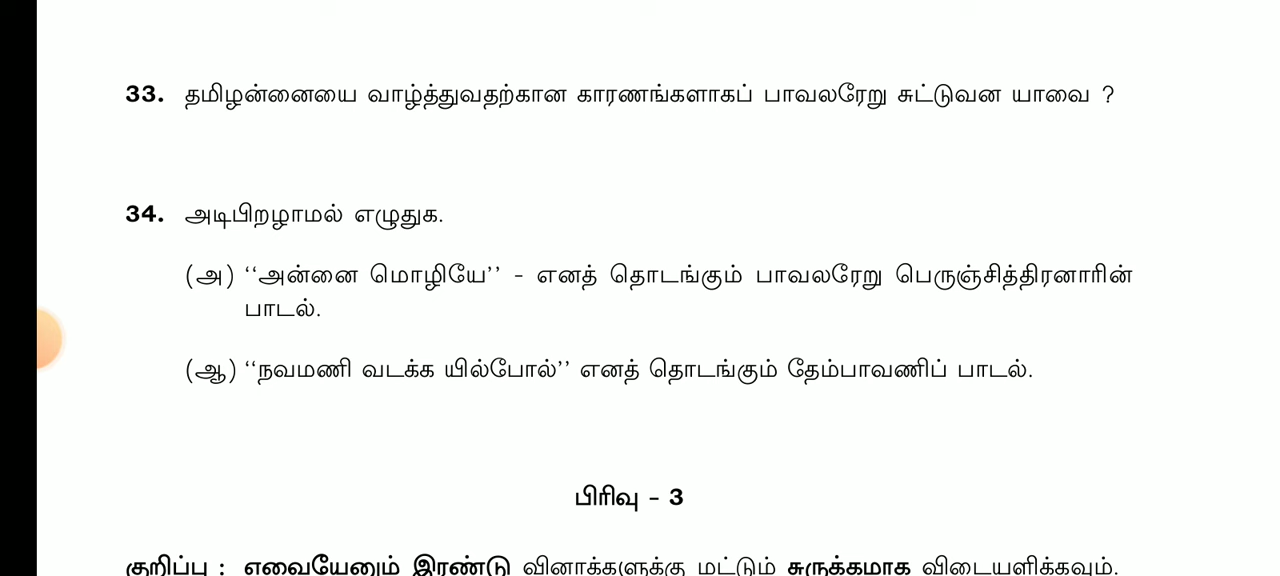 33. தமிழன்னையை வாழ்த்துவதற்கான காரணங்களாகப் பாவலரேறு சுட்டுவன யாவை ?
34. அடிபிறழாமல் எழுதுக.
(அ) ‘‘அன்னை மொழியே’’ - எனத் தொடங்கும் பாவலரேறு பெருஞ்சித்திரனாரின்
பாடல்.
(ஆ) ‘‘நவமணி வடக்க யில்போல்’’ எனத் தொடங்கும் தேம்பாவணிப் பாடல்.
பிரிவு - 3
குறிப்பு : எவையேனும் இரண்டு வினாக்களுக்கு மட்டும் சுருக்கமாக விடையளிக்கவும்.